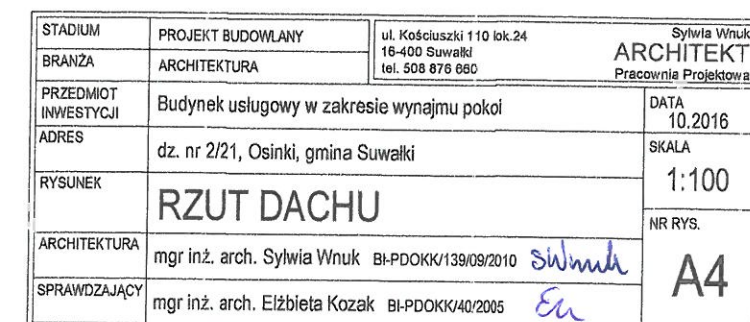 STADIUM
PROJEKT BUDOWLANY
ul. Kościuszki 110 lok.24
16-400 Suwałki
tel. 508 876 660
Sylwia Wnuk
ARCHITEKT
Pracownia Projektowa
BRANŻA
ARCHITEKTURA
PRZEDMIOT
INWESTYCJI
Budynek usługowy w zakresie wynajmu pokoi
DATA
10.2016
ADRES
dz. nr 2/21, Osinki, gmina Suwałki
SKALA
1:100
RYSUNEK
RZUT DACHU
NR RYS.
A4
ARCHITEKTURA
mgr inż. arch. Sylwia Wnuk BI-PDOKK/139/09/2010 SWnuk
SPRAWDZAJĄCY
mgr inż. arch. Elżbieta Kozak BI-PDOKK/40/2005